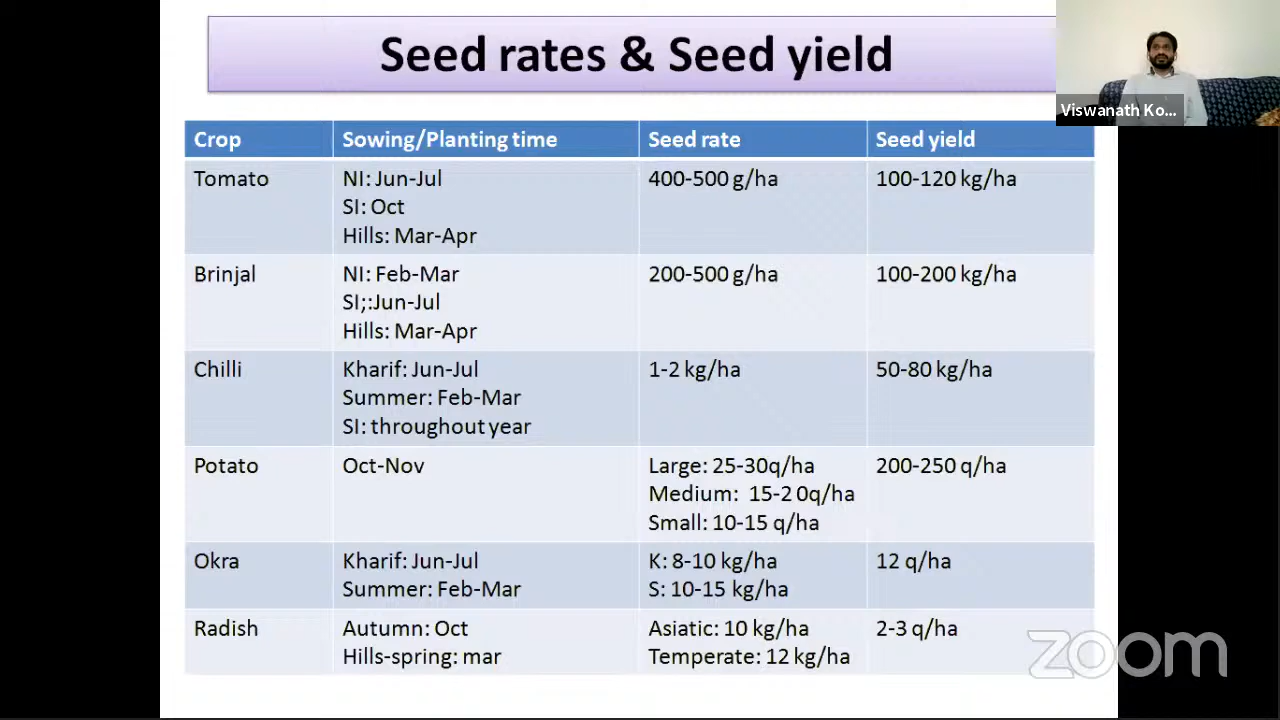 Seed rates & Seed yield
Viswanath Ko...
Crop Sowing/Planting time Seed rate Seed yield
Tomato NI: Jun-Jul 400-500 g/ha 100-120 kg/ha
SI: Oct
Hills: Mar-Apr
Brinjal NI: Feb-Mar 200-500 g/ha 100-200 kg/ha
SI;:Jun-Jul
Hills: Mar-Apr
Chilli Kharif: Jun-Jul 1-2 kg/ha 50-80 kg/ha
Summer: Feb-Mar
SI: throughout year
Potato Oct-Nov Large: 25-30q/ha 200-250 q/ha
Medium: 15-2 0q/ha
Small: 10-15 q/ha
Okra Kharif: Jun-Jul K: 8-10 kg/ha 12 q/ha
Summer: Feb-Mar S: 10-15 kg/ha
Radish Autumn: Oct Asiatic: 10 kg/ha 2-3 q/ha
Hills-spring: mar Temperate: 12 kg/ha
zoom